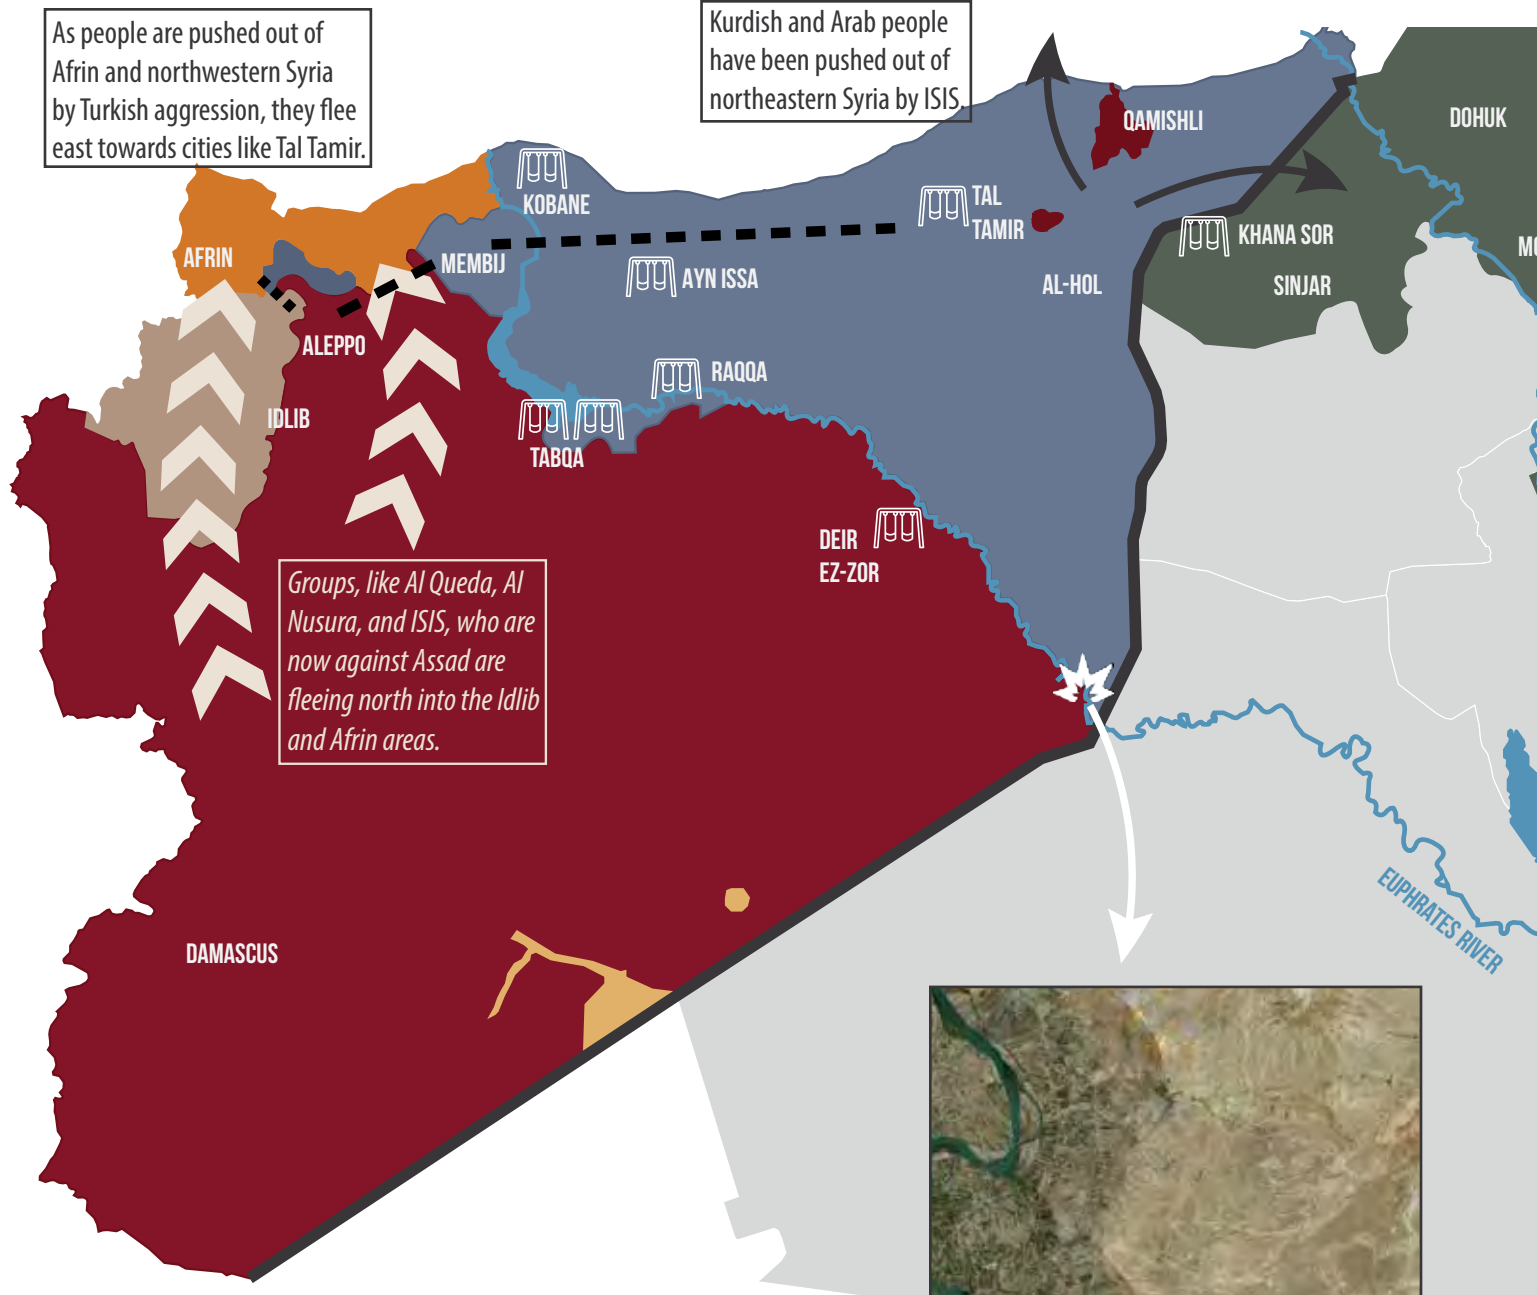 As people are pushed out of
Afrin and northwestern Syria
by Turkish aggression, they flee
east towards cities like Tal Tamir.
Kurdish and Arab people
have been pushed out of
northeastern Syria by ISIS.
QAMISHLI
DOHUK
KOBANE
TAL
TAMIR
KHANA SOR
MO
AFRIN
MEMBIJ
AYN ISSA
AL-HOL
SINJAR
ALEPPO
RAQQA
IDLIB
TABQA
DEIR
EZ-ZOR
Groups, like Al Queda, Al
Nusura, and ISIS, who are
now against Assad are
fleeing north into the Idlib
and Afrin areas.
EUPHRATES RIVER
DAMASCUS